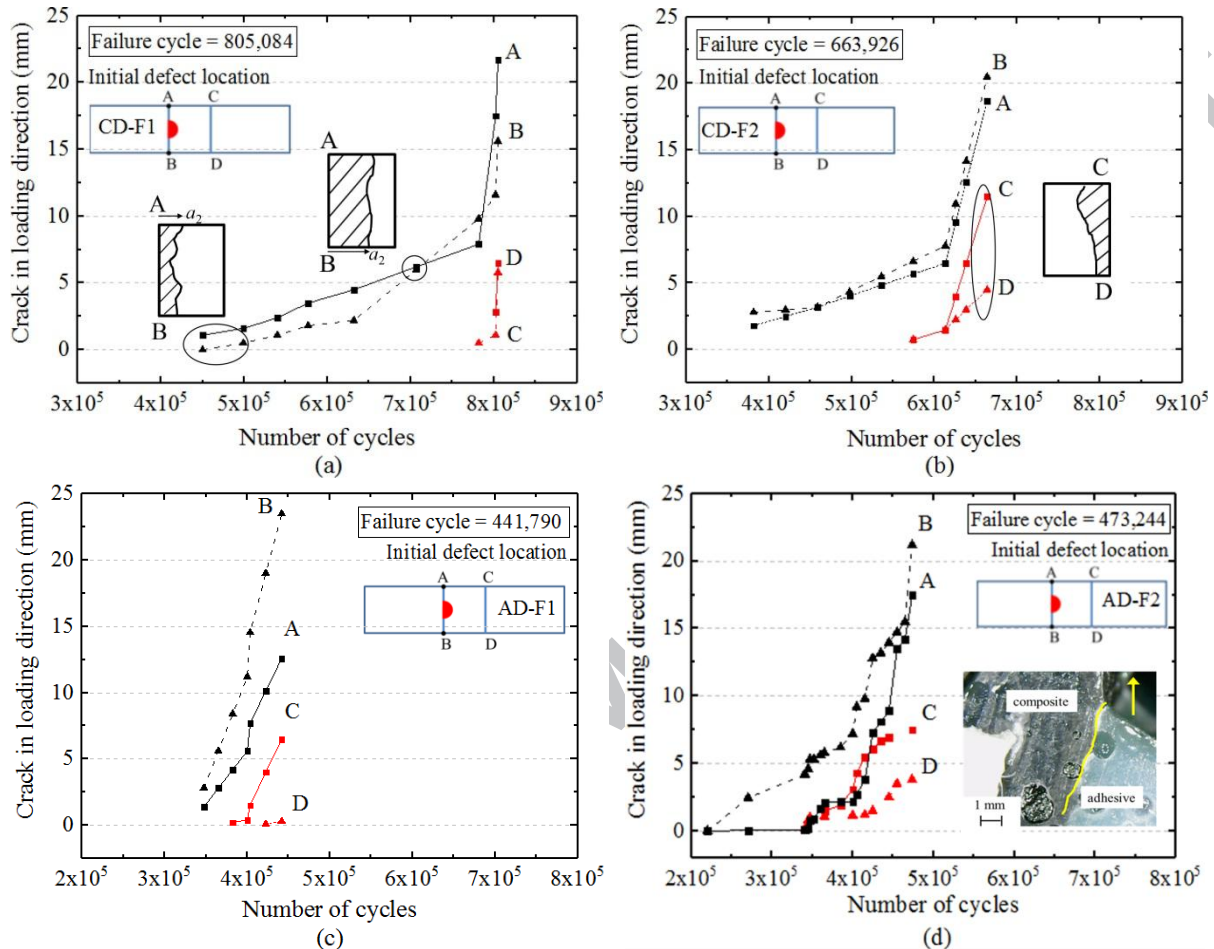 Crack in loading direction (mm)
25
20
15
10
5
0
Failure cycle = 805,084
Initial defect location
A C
CD-F1
B D
A
a2
B
A
B
a2
A
B
D
C
3x10^5 4x10^5 5x10^5 6x10^5 7x10^5 8x10^5 9x10^5
Number of cycles
(a)
Crack in loading direction (mm)
25
20
15
10
5
0
Failure cycle = 663,926
Initial defect location
A C
CD-F2
B D
B
A
C
D
C
D
3x10^5 4x10^5 5x10^5 6x10^5 7x10^5 8x10^5 9x10^5
Number of cycles
(b)
Crack in loading direction (mm)
25
20
15
10
5
0
B
A
C
D
Failure cycle = 441,790
Initial defect location
A C
AD-F1
B D
2x10^5 3x10^5 4x10^5 5x10^5 6x10^5 7x10^5 8x10^5
Number of cycles
(c)
Crack in loading direction (mm)
25
20
15
10
5
0
B
A
C
D
Failure cycle = 473,244
Initial defect location
A C
AD-F2
B D
composite
adhesive
1 mm
2x10^5 3x10^5 4x10^5 5x10^5 6x10^5 7x10^5 8x10^5
Number of cycles
(d)